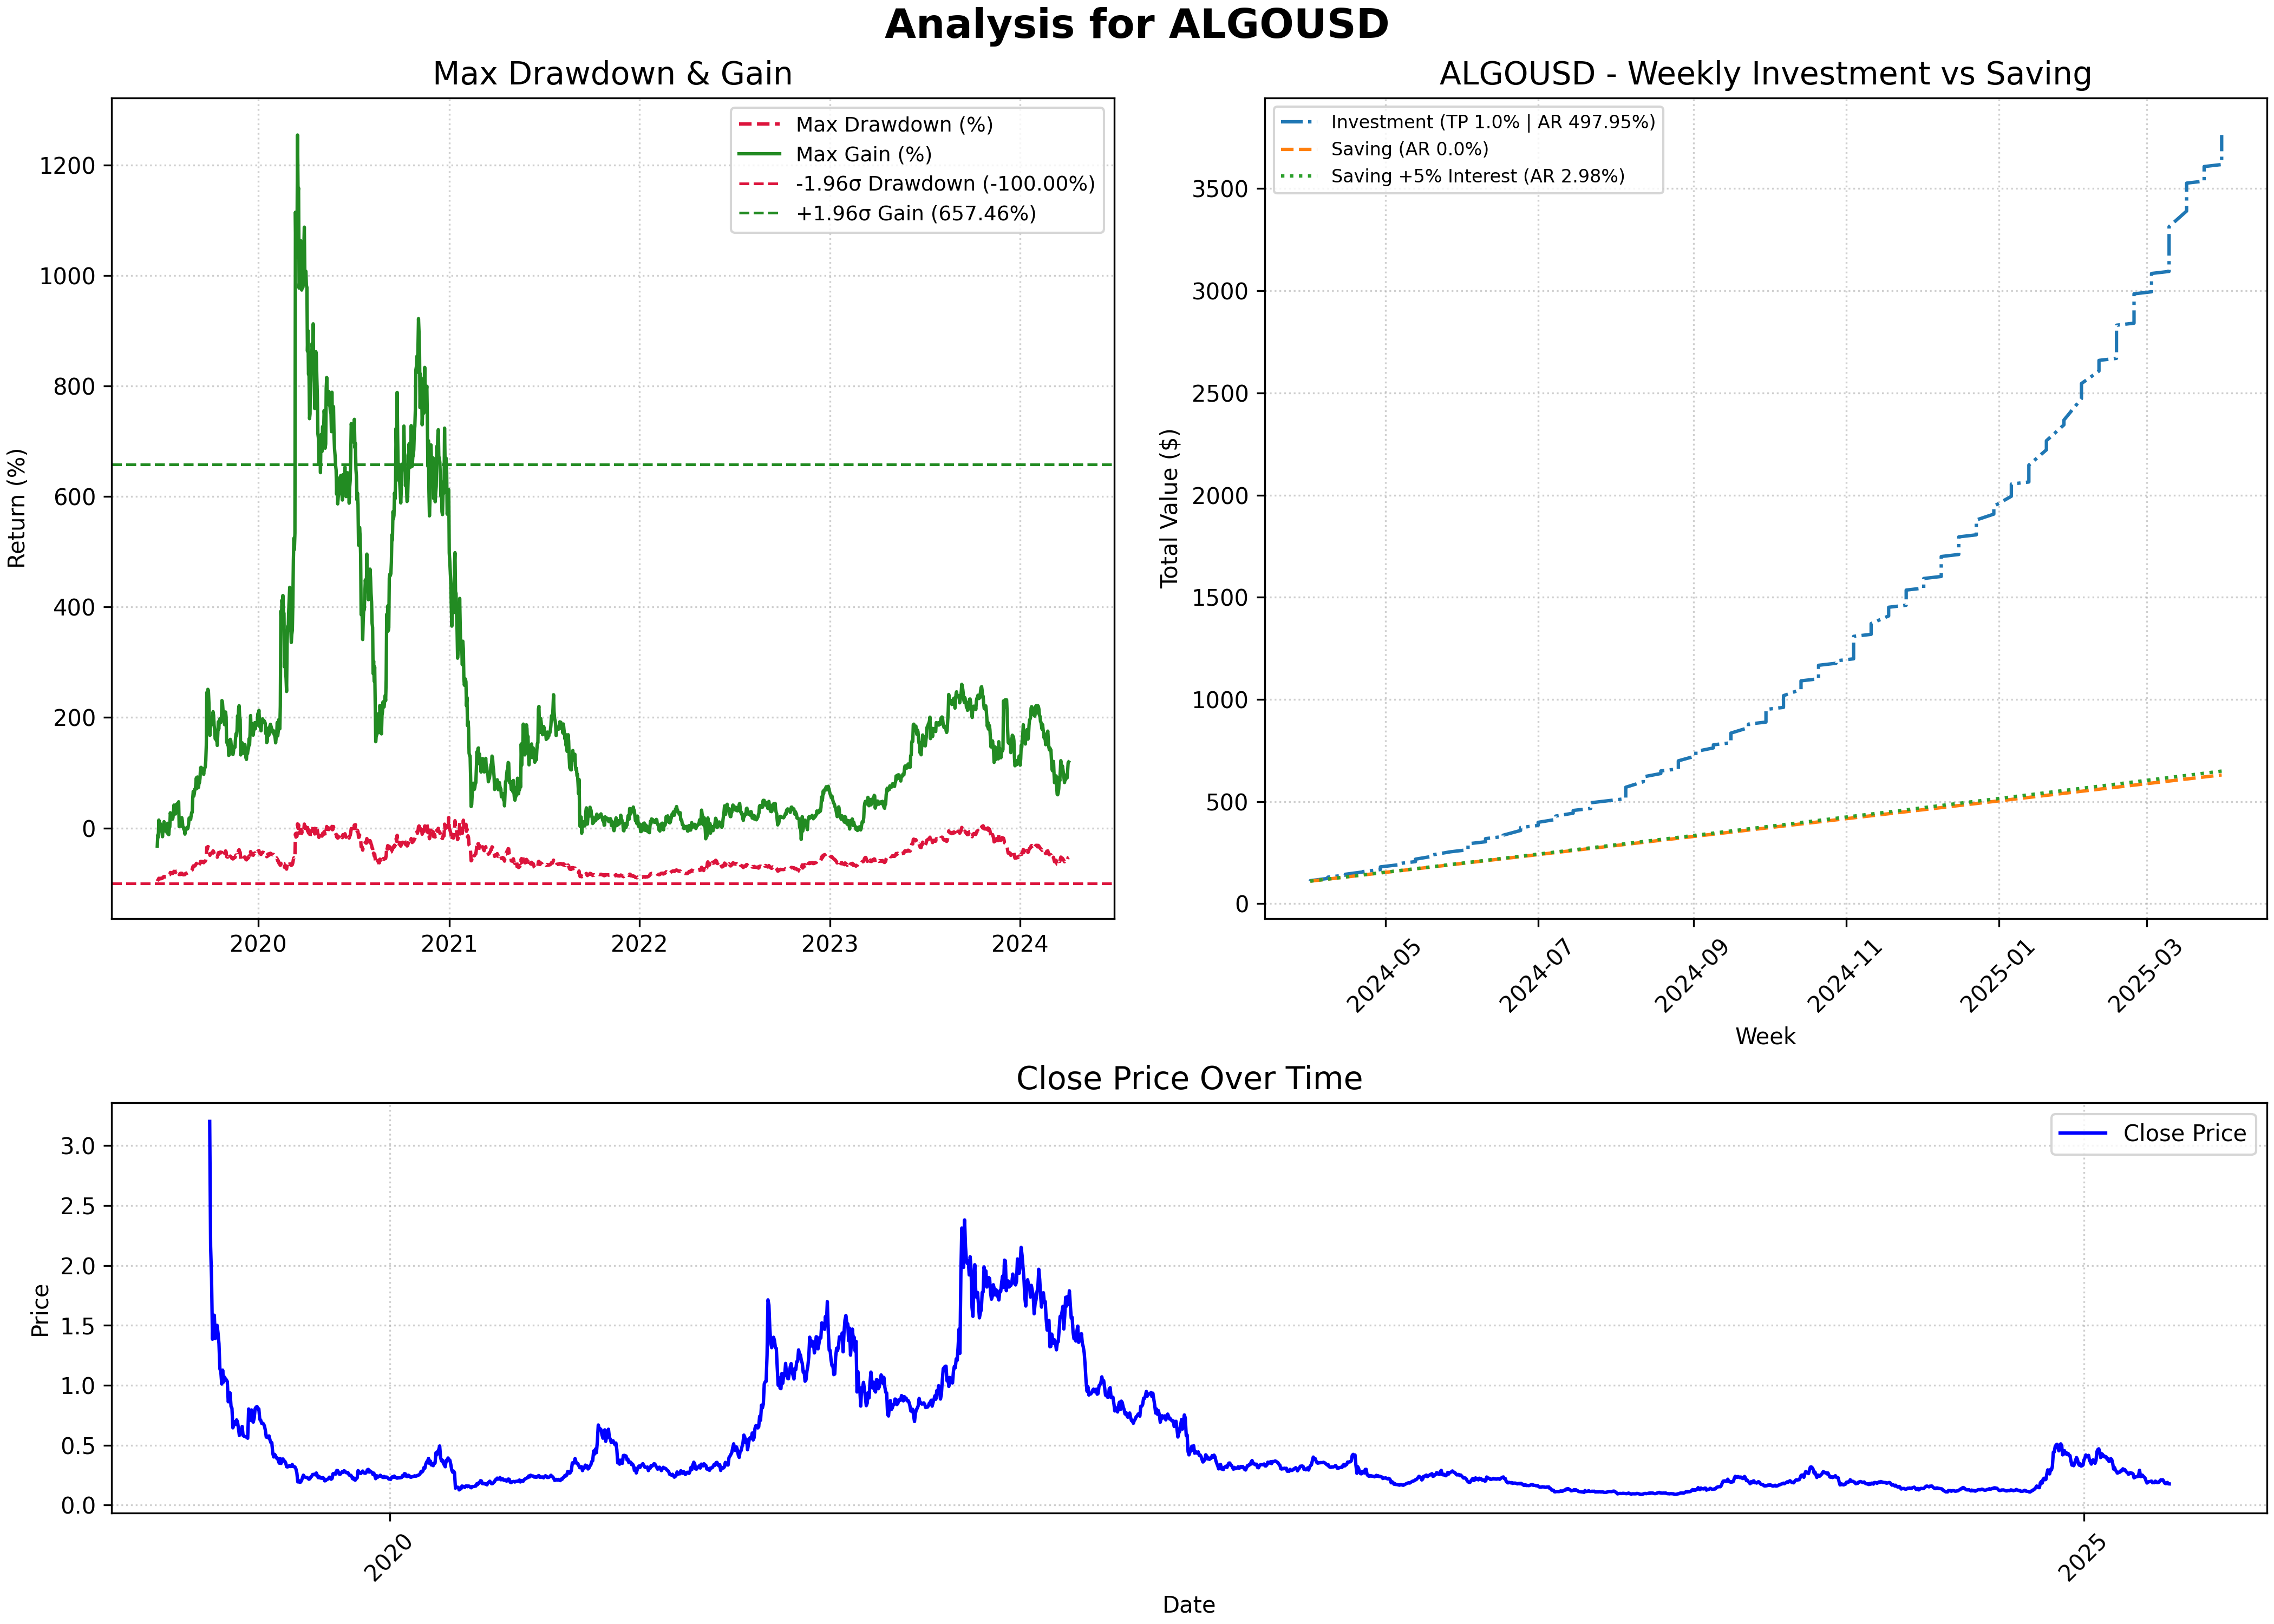 Analysis for ALGOUSD
Max Drawdown & Gain
Max Drawdown (%)
Max Gain (%)
-1.96σ Drawdown (-100.00%)
+1.96σ Gain (657.46%)
Return (%)
1200
1000
800
600
400
200
0
2020 2021 2022 2023 2024
ALGOUSD - Weekly Investment vs Saving
Investment (TP 1.0% | AR 497.95%)
Saving (AR 0.0%)
Saving +5% Interest (AR 2.98%)
Total Value ($)
3500
3000
2500
2000
1500
1000
500
0
2024-05 2024-07 2024-09 2024-11 2025-01 2025-03
Week
Close Price Over Time
Close Price
Price
3.0
2.5
2.0
1.5
1.0
0.5
0.0
2020 2025
Date